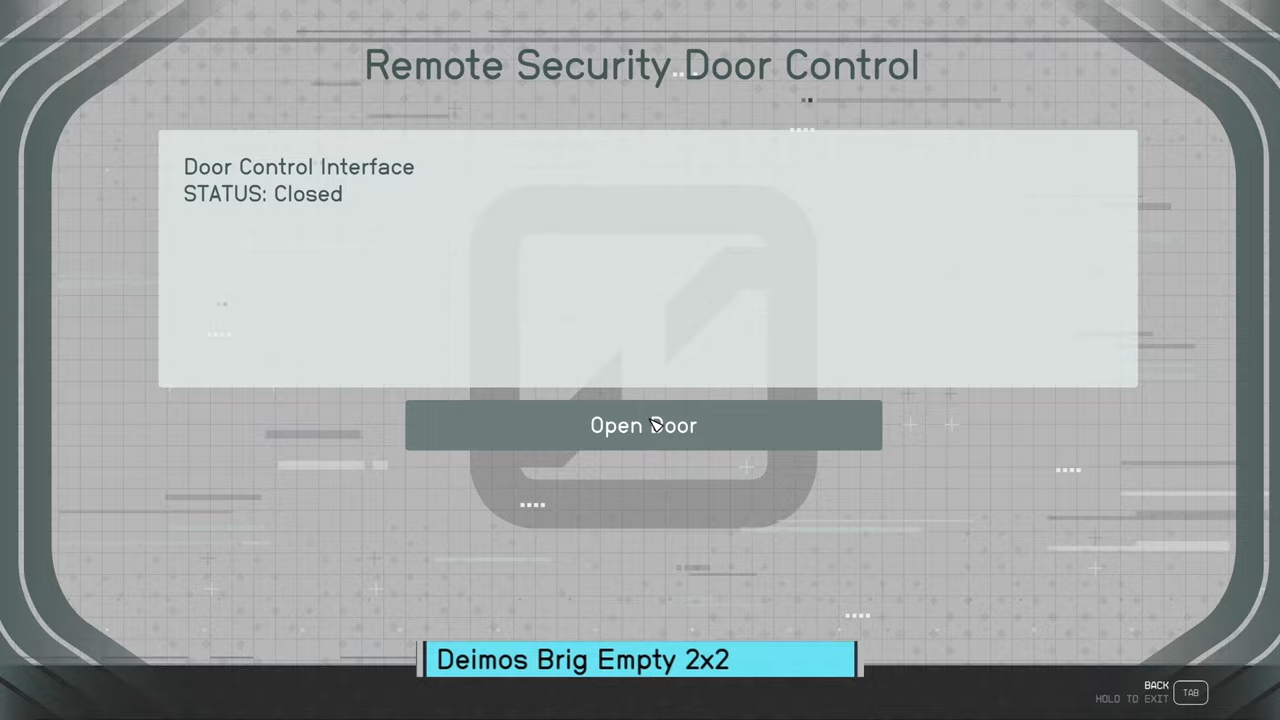 Remote Security Door Control
Door Control Interface
STATUS: Closed
Open Door
Deimos Brig Empty 2x2
BACK
HOLD TO EXIT
TAB